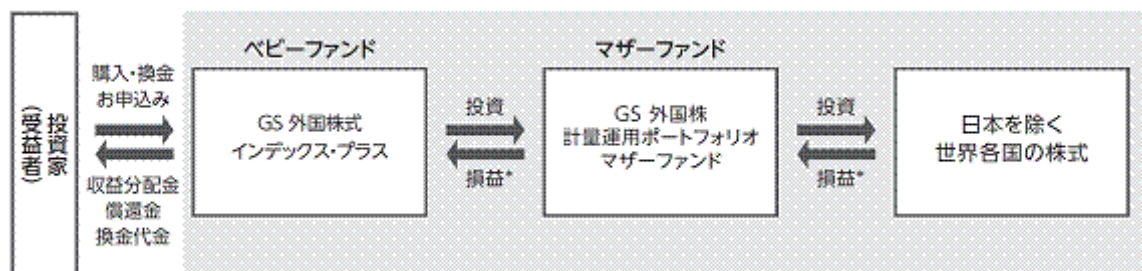 投資家
(受益者)
購入・換金
お申込み
収益分配金
償還金
換金代金
ベビーファンド
GS 外国株式
インデックス・プラス
投資
損益*
マザーファンド
GS 外国株
計量運用ポートフォリオ
マザーファンド
投資
損益*
日本を除く
世界各国の株式